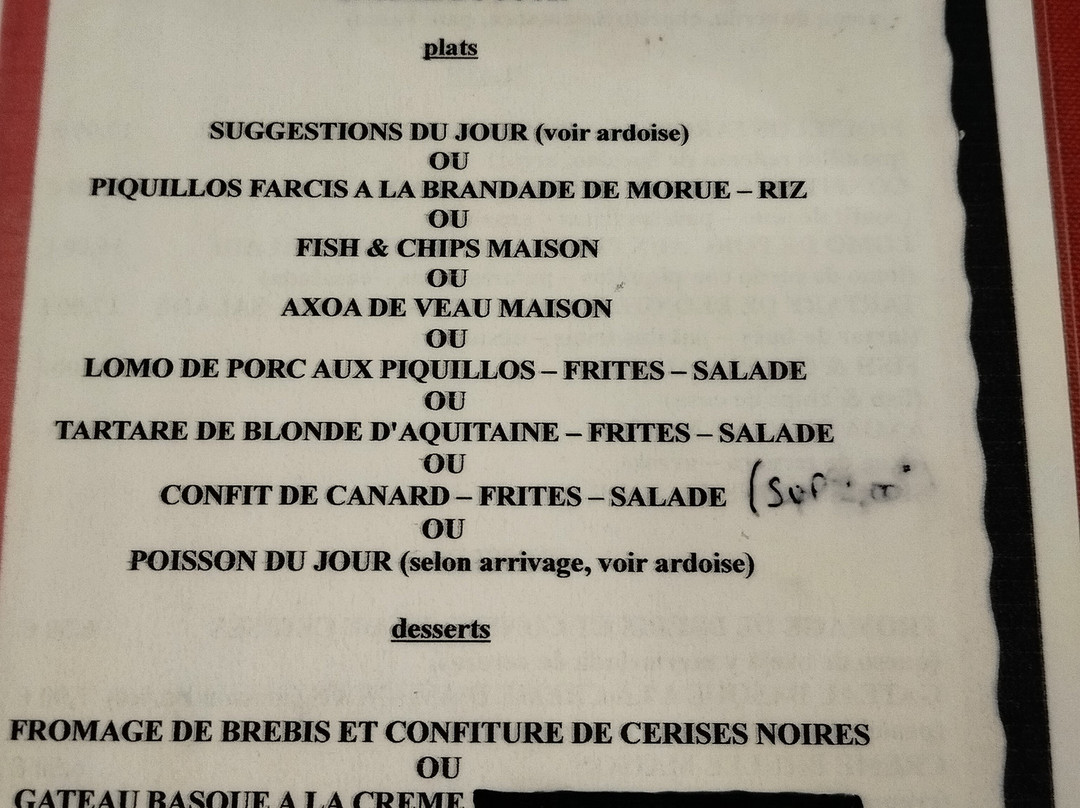 plats
SUGGESTIONS DU JOUR (voir ardoise)
OU
PIQUILLOS FARCIS A LA BRANDADE DE MORUE – RIZ
OU
FISH & CHIPS MAISON
OU
AXOA DE VEAU MAISON
OU
LOMO DE PORC AUX PIQUILLOS – FRITES – SALADE
OU
TARTARE DE BLONDE D'AQUITAINE – FRITES – SALADE
OU
CONFIT DE CANARD – FRITES – SALADE
OU
POISSON DU JOUR (selon arrivage, voir ardoise)
desserts
FROMAGE DE BREBIS ET CONFITURE DE CERISES NOIRES
OU
GATEAU BASQUE A LA CREME